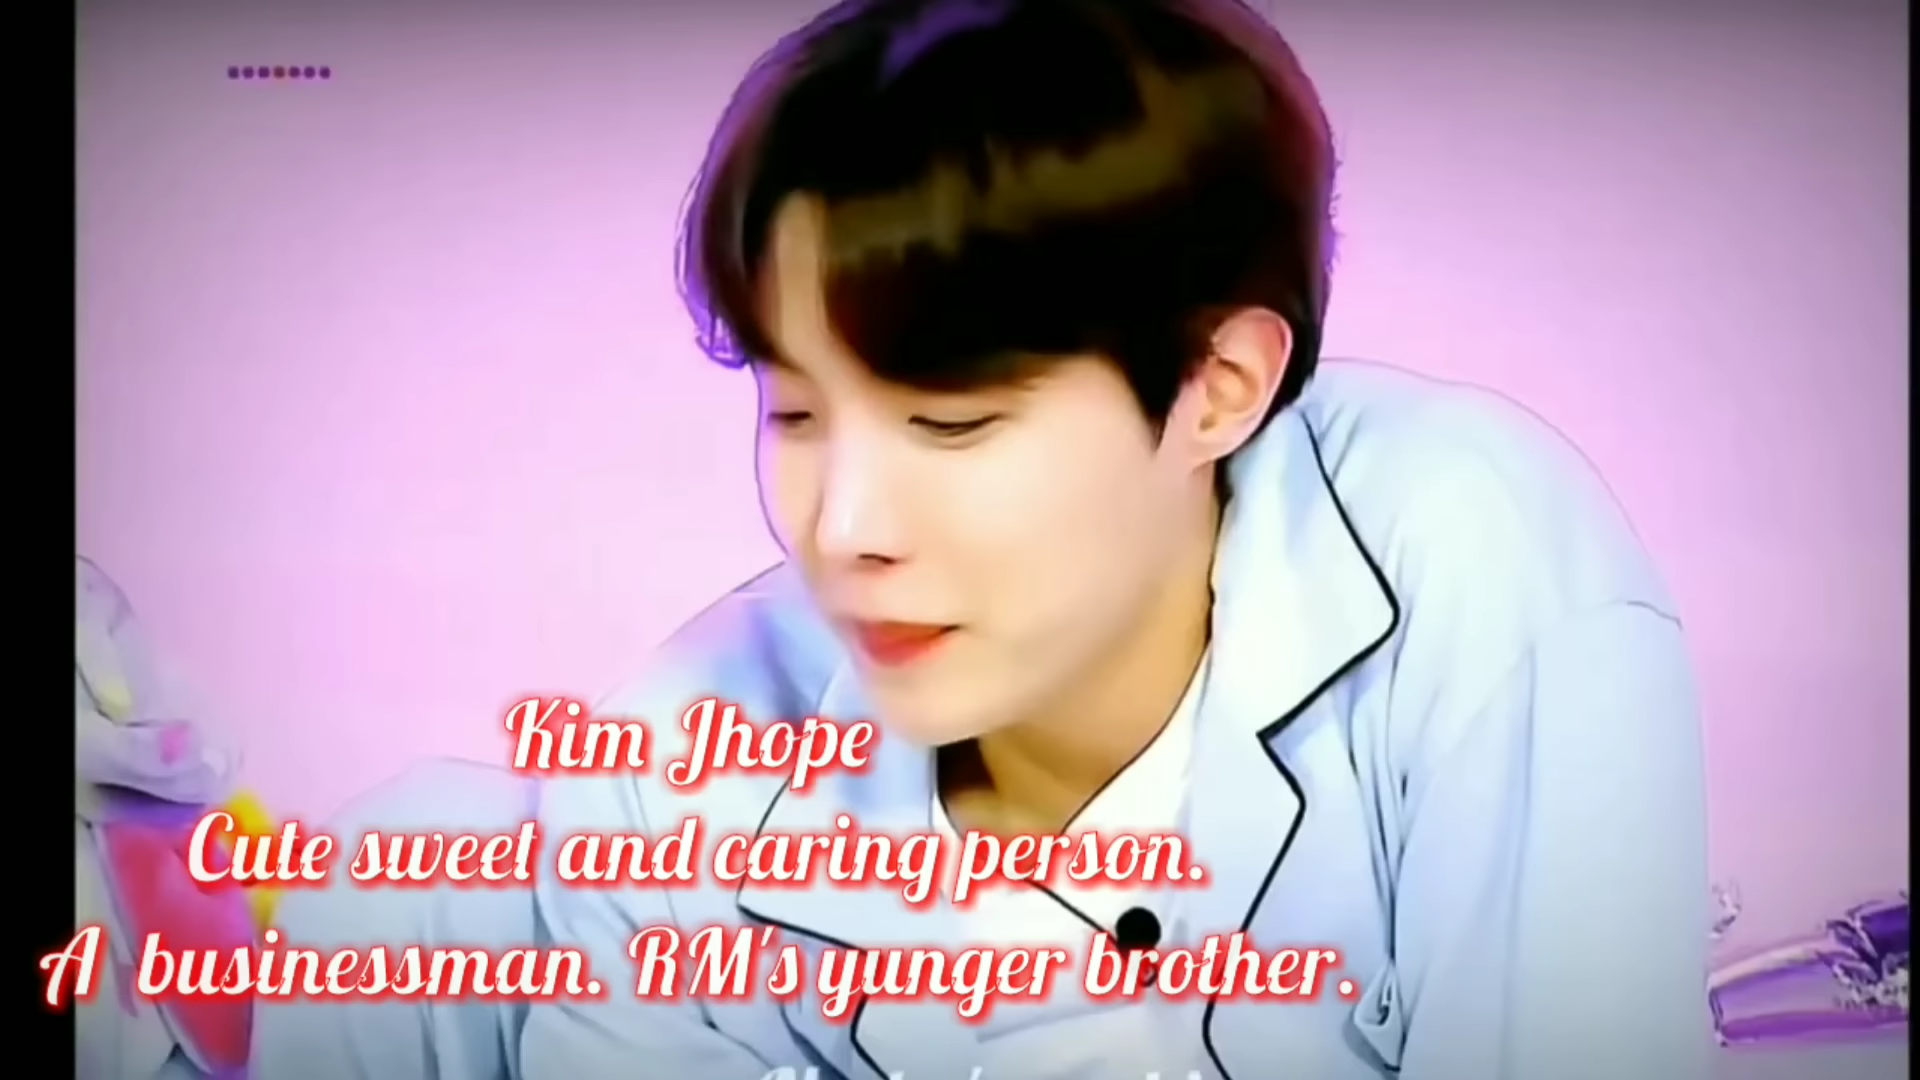 Kim Jhope
Cute sweet and caring person.
A businessman. RM's yunger brother.